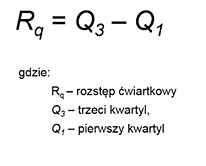 Rq = Q3 – Q1
gdzie:
Rq – rozstęp ćwiartkowy
Q3 – trzeci kwartyl,
Q1 – pierwszy kwartyl